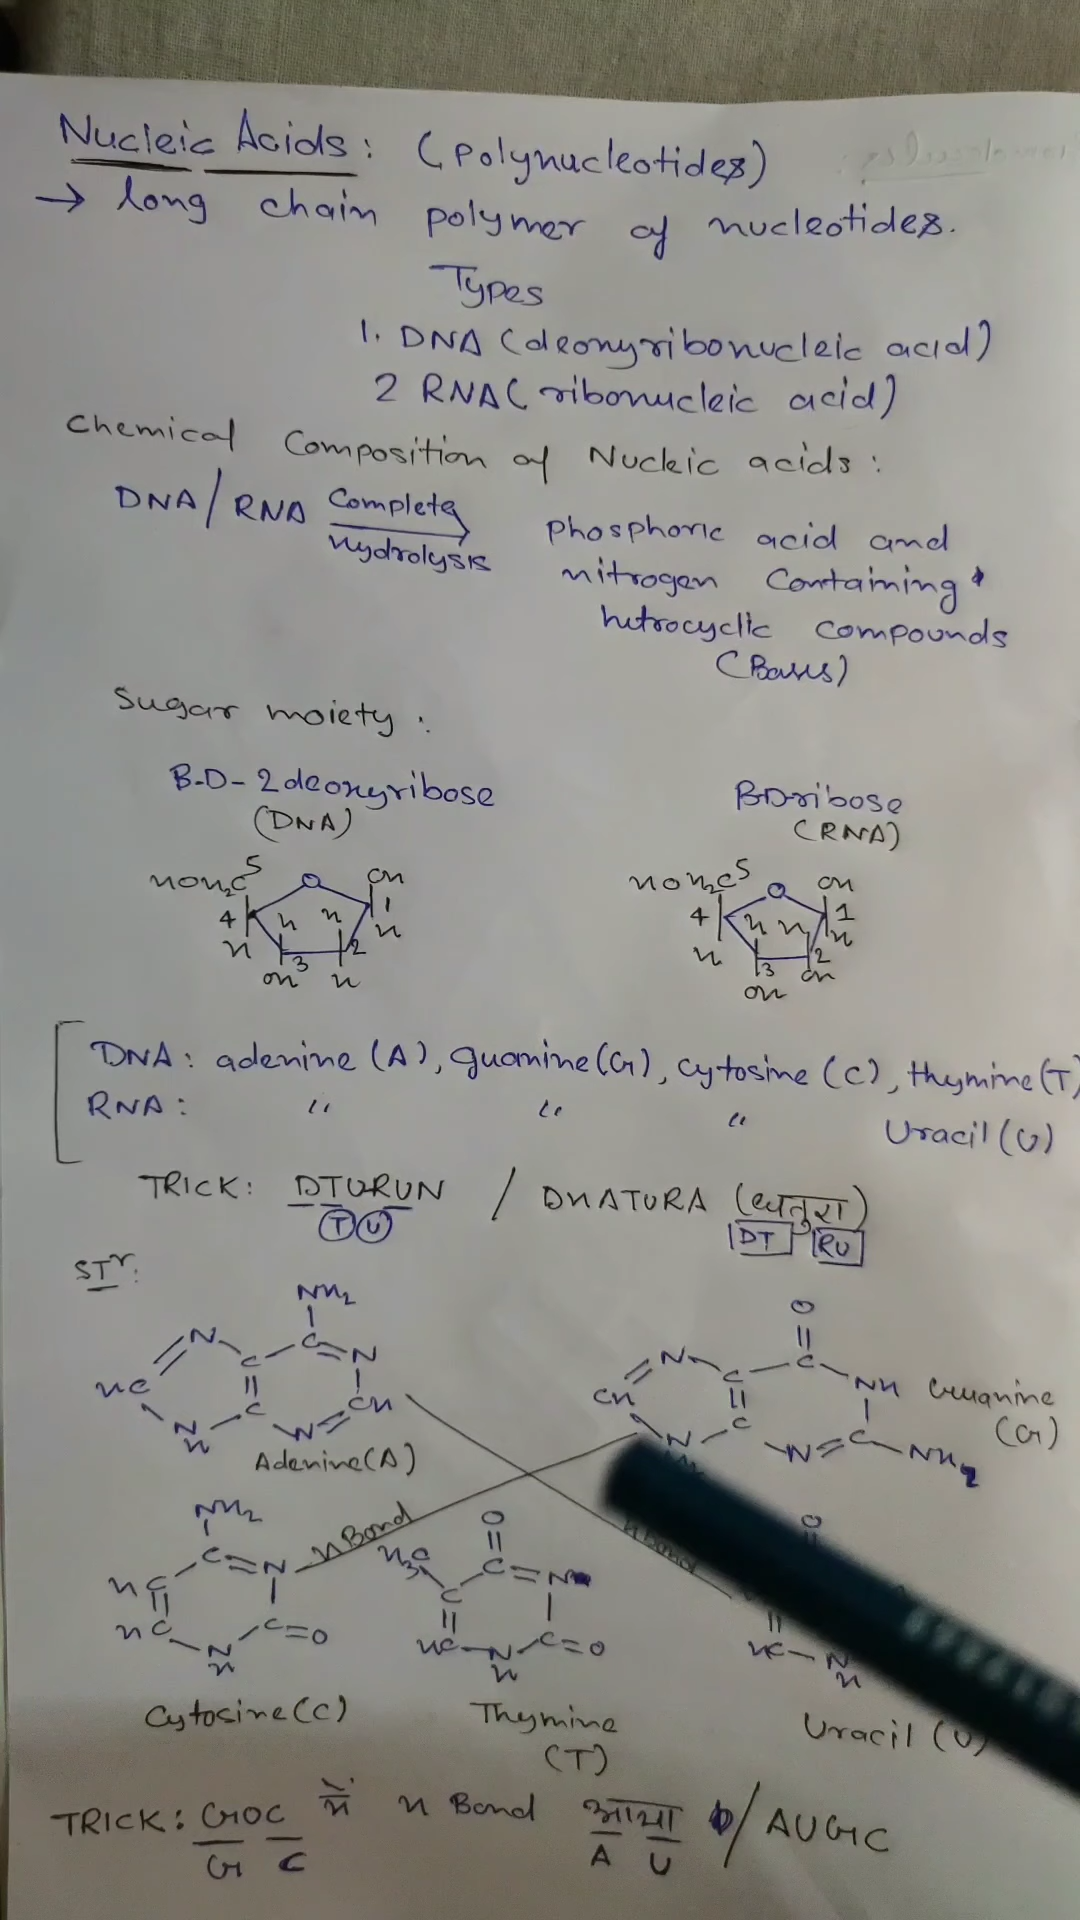 Nucleic Acids: (Polynucleotides)
→ long chain polymer of nucleotides.
Types
1. DNA (deoxyribonucleic acid)
2 RNA (ribonucleic acid)
Chemical Composition of Nucleic acids:
DNA/RNA Complete Hydrolysis → Phosphoric acid and
nitrogen Containing
hetrocyclic compounds
(Bases)
Sugar moiety:
B-D-2deoxyribose
(DNA)
BDribose
(RNA)
HOH₂C 5 O OH
4 H H 1 H
H 3 2
OH H
HOH₂C 5 O OH
4 H H 1 H
H 3 2
OH OH
DNA: adenine (A), guanine (G), cytosine (C), thymine (T)
RNA: " " " Uracil (U)
TRICK: DTURUN / DHATURA (धतुरा)
T U DT RU
STr:
NH₂
N C N
HC C CH
N C N
H
Adenine (A)
O
N C NH
CH C C NH₂
N C N
Guanine
(G)
NH₂
C N
HC
HC N C=O
H
Cytosine (C)
H Bond
O
H₃C C N
C
HC N C=O
H
Thymine
(T)
H Bond
O
HC N
H
Uracil (U)
TRICK: GOC में H Bond आया / AUGC
G C A U